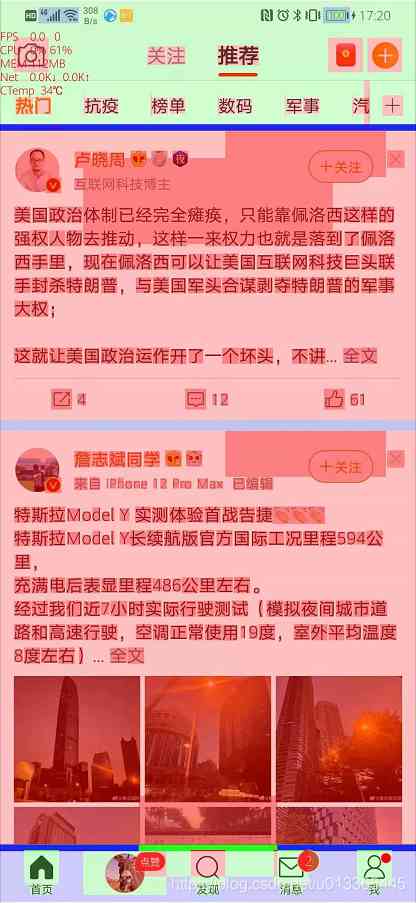 HD 4G 308 B/s 17:20
FPS 0.0 0
CPU 61%
MEM 12MB
Net 0.0K↓ 0.0K↑
CTemp 34℃
关注 推荐
热门 抗疫 榜单 数码 军事 汽
卢晓周
+关注
互联网科技博主
美国政治体制已经完全瘫痪，只能靠佩洛西这样的
强权人物去推动，这样一来权力也就是落到了佩洛
西手里，现在佩洛西可以让美国互联网科技巨头联
手封杀特朗普，与美国军头合谋剥夺特朗普的军事
大权；
这就让美国政治运作开了一个坏头，不讲... 全文
4 12 61
詹志斌同学
+关注
来自 iPhone 12 Pro Max 已编辑
特斯拉Model Y 实测体验首战告捷
特斯拉Model Y长续航版官方国际工况里程594公
里，
充满电后表显里程486公里左右。
经过我们近7小时实际行驶测试（模拟夜间城市道
路和高速行驶，空调正常使用19度，室外平均温度
8度左右）... 全文
点赞 2
首页 发现 消息 我